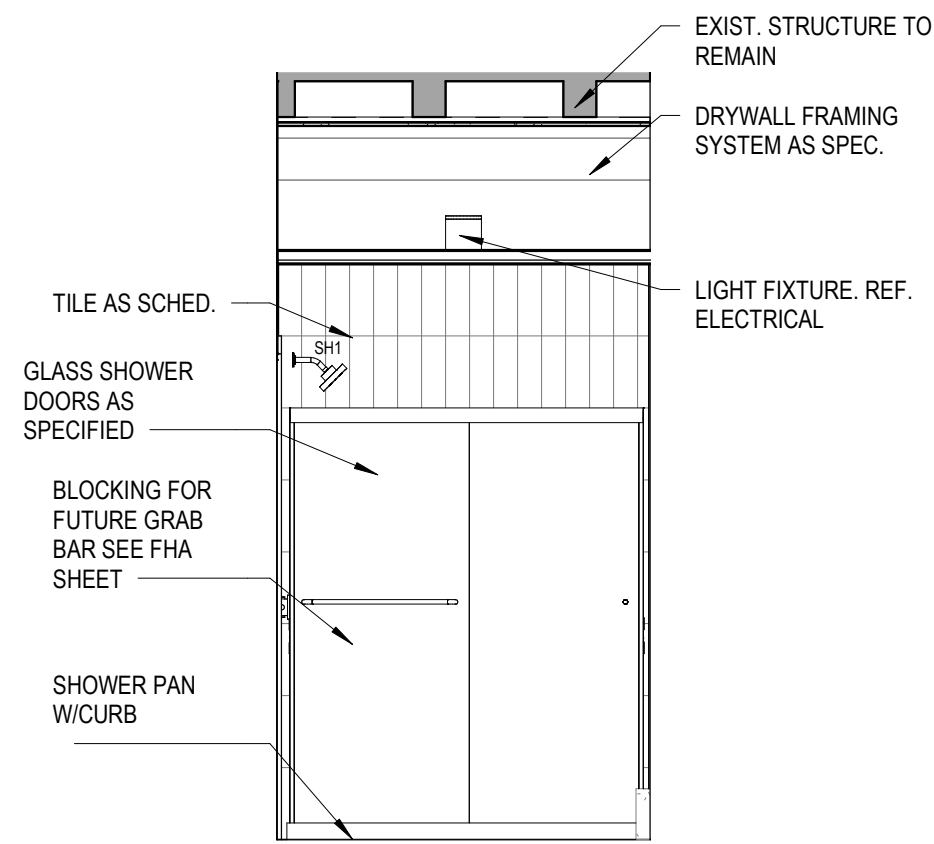 EXIST. STRUCTURE TO
REMAIN
DRYWALL FRAMING
SYSTEM AS SPEC.
LIGHT FIXTURE. REF.
ELECTRICAL
TILE AS SCHED.
SH1
GLASS SHOWER
DOORS AS
SPECIFIED
BLOCKING FOR
FUTURE GRAB
BAR SEE FHA
SHEET
SHOWER PAN
W/CURB